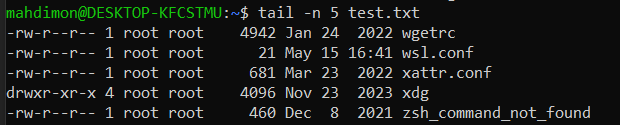 mahdimon@DESKTOP-KFCSTMU:~$ tail -n 5 test.txt
-rw-r--r-- 1 root root    4942 Jan 24  2022 wgetrc
-rw-r--r-- 1 root root      21 May 15 16:41 wsl.conf
-rw-r--r-- 1 root root     681 Mar 23  2022 xattr.conf
drwxr-xr-x 4 root root    4096 Nov 23  2023 xdg
-rw-r--r-- 1 root root     460 Dec  8  2021 zsh_command_not_found